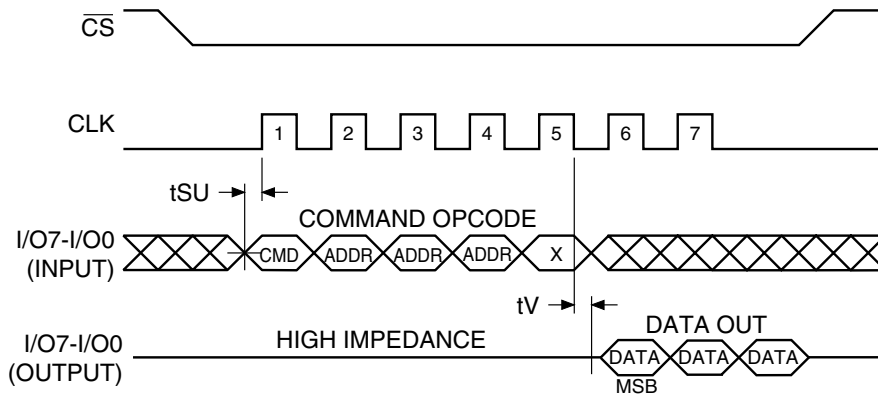 CS
CLK
1 2 3 4 5 6 7
tSU
COMMAND OPCODE
I/O7-I/O0
(INPUT)
CMD ADDR ADDR ADDR X
tV
HIGH IMPEDANCE
DATA OUT
I/O7-I/O0
(OUTPUT)
DATA DATA DATA
MSB